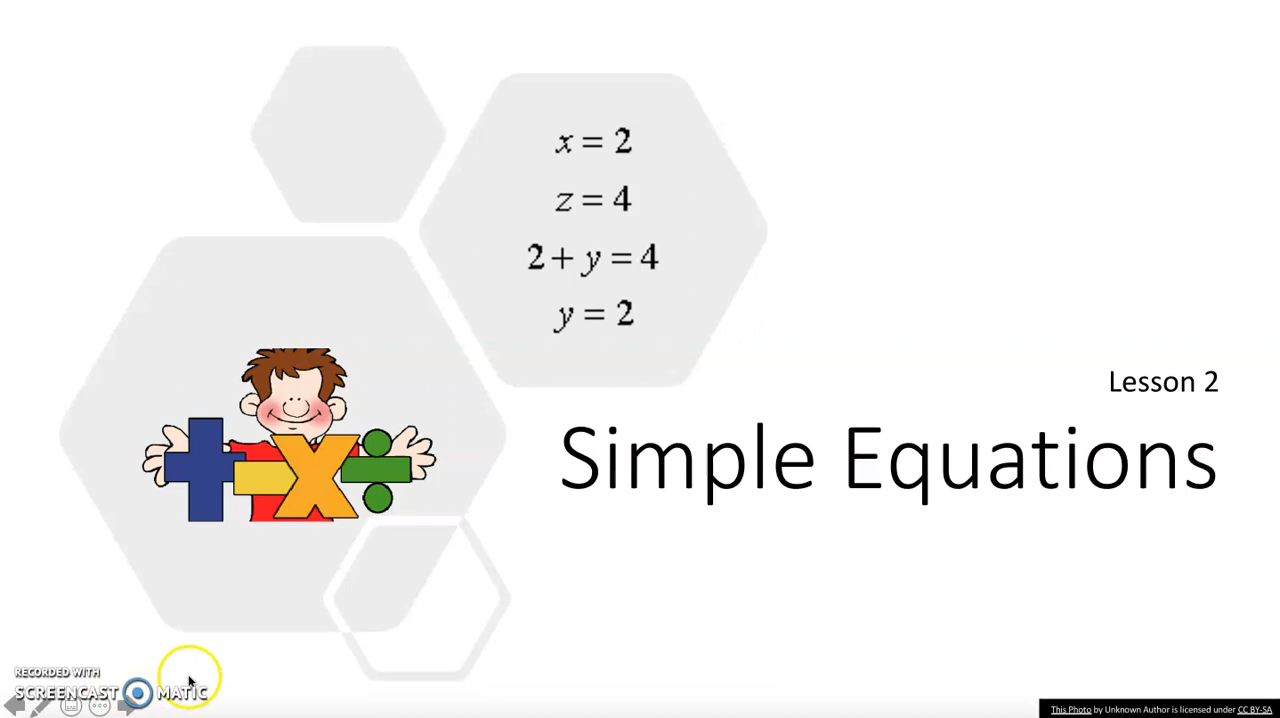 x = 2
z = 4
2 + y = 4
y = 2
Lesson 2
Simple Equations
RECORDED WITH
SCREENCAST MATIC
This Photo by Unknown Author is licensed under CC BY-SA